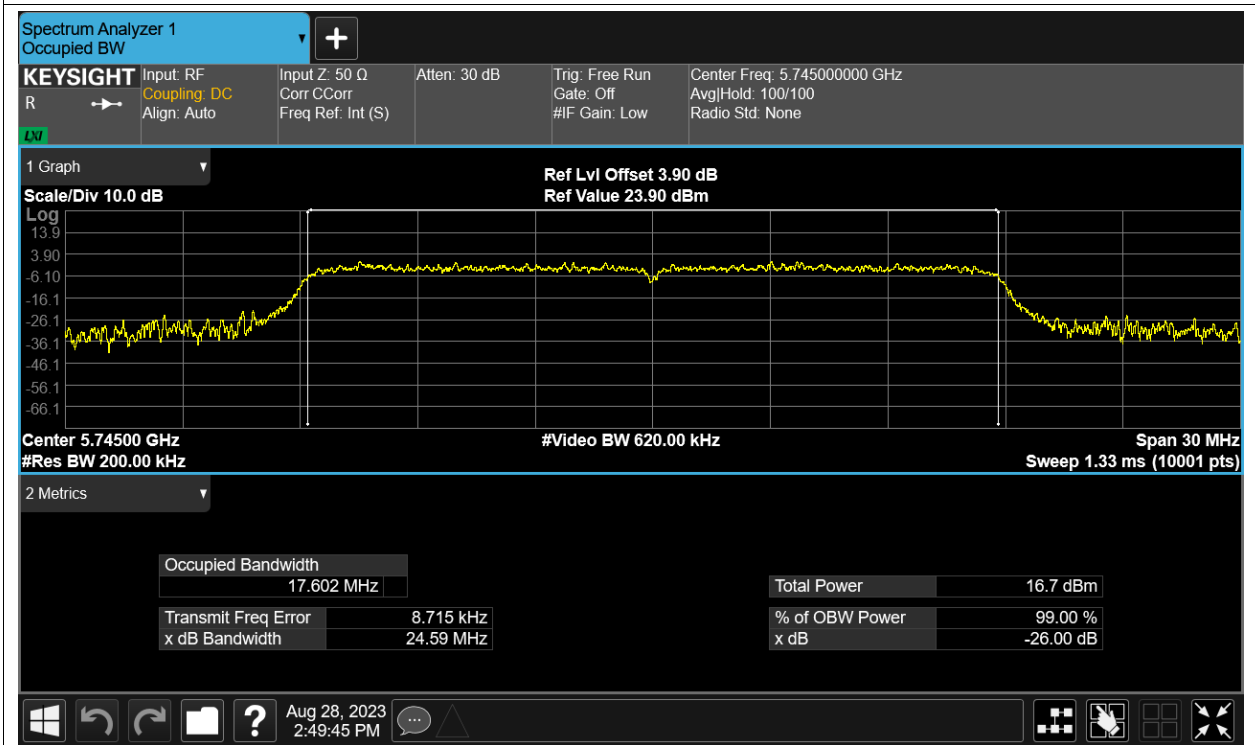 Spectrum Analyzer 1
Occupied BW
KEYSIGHT
R
LXI
Input: RF
Coupling: DC
Align: Auto
Input Z: 50 Ω
Corr CCorr
Freq Ref: Int (S)
Atten: 30 dB
Trig: Free Run
Gate: Off
#IF Gain: Low
Center Freq: 5.745000000 GHz
Avg|Hold: 100/100
Radio Std: None
1 Graph
Scale/Div 10.0 dB
Ref Lvl Offset 3.90 dB
Ref Value 23.90 dBm
Log
13.9
3.90
-6.10
-16.1
-26.1
-36.1
-46.1
-56.1
-66.1
Center 5.74500 GHz
#Video BW 620.00 kHz
Span 30 MHz
#Res BW 200.00 kHz
Sweep 1.33 ms (10001 pts)
2 Metrics
Occupied Bandwidth
17.602 MHz
Transmit Freq Error 8.715 kHz
x dB Bandwidth 24.59 MHz
Total Power 16.7 dBm
% of OBW Power 99.00 %
x dB -26.00 dB
?
Aug 28, 2023
2:49:45 PM